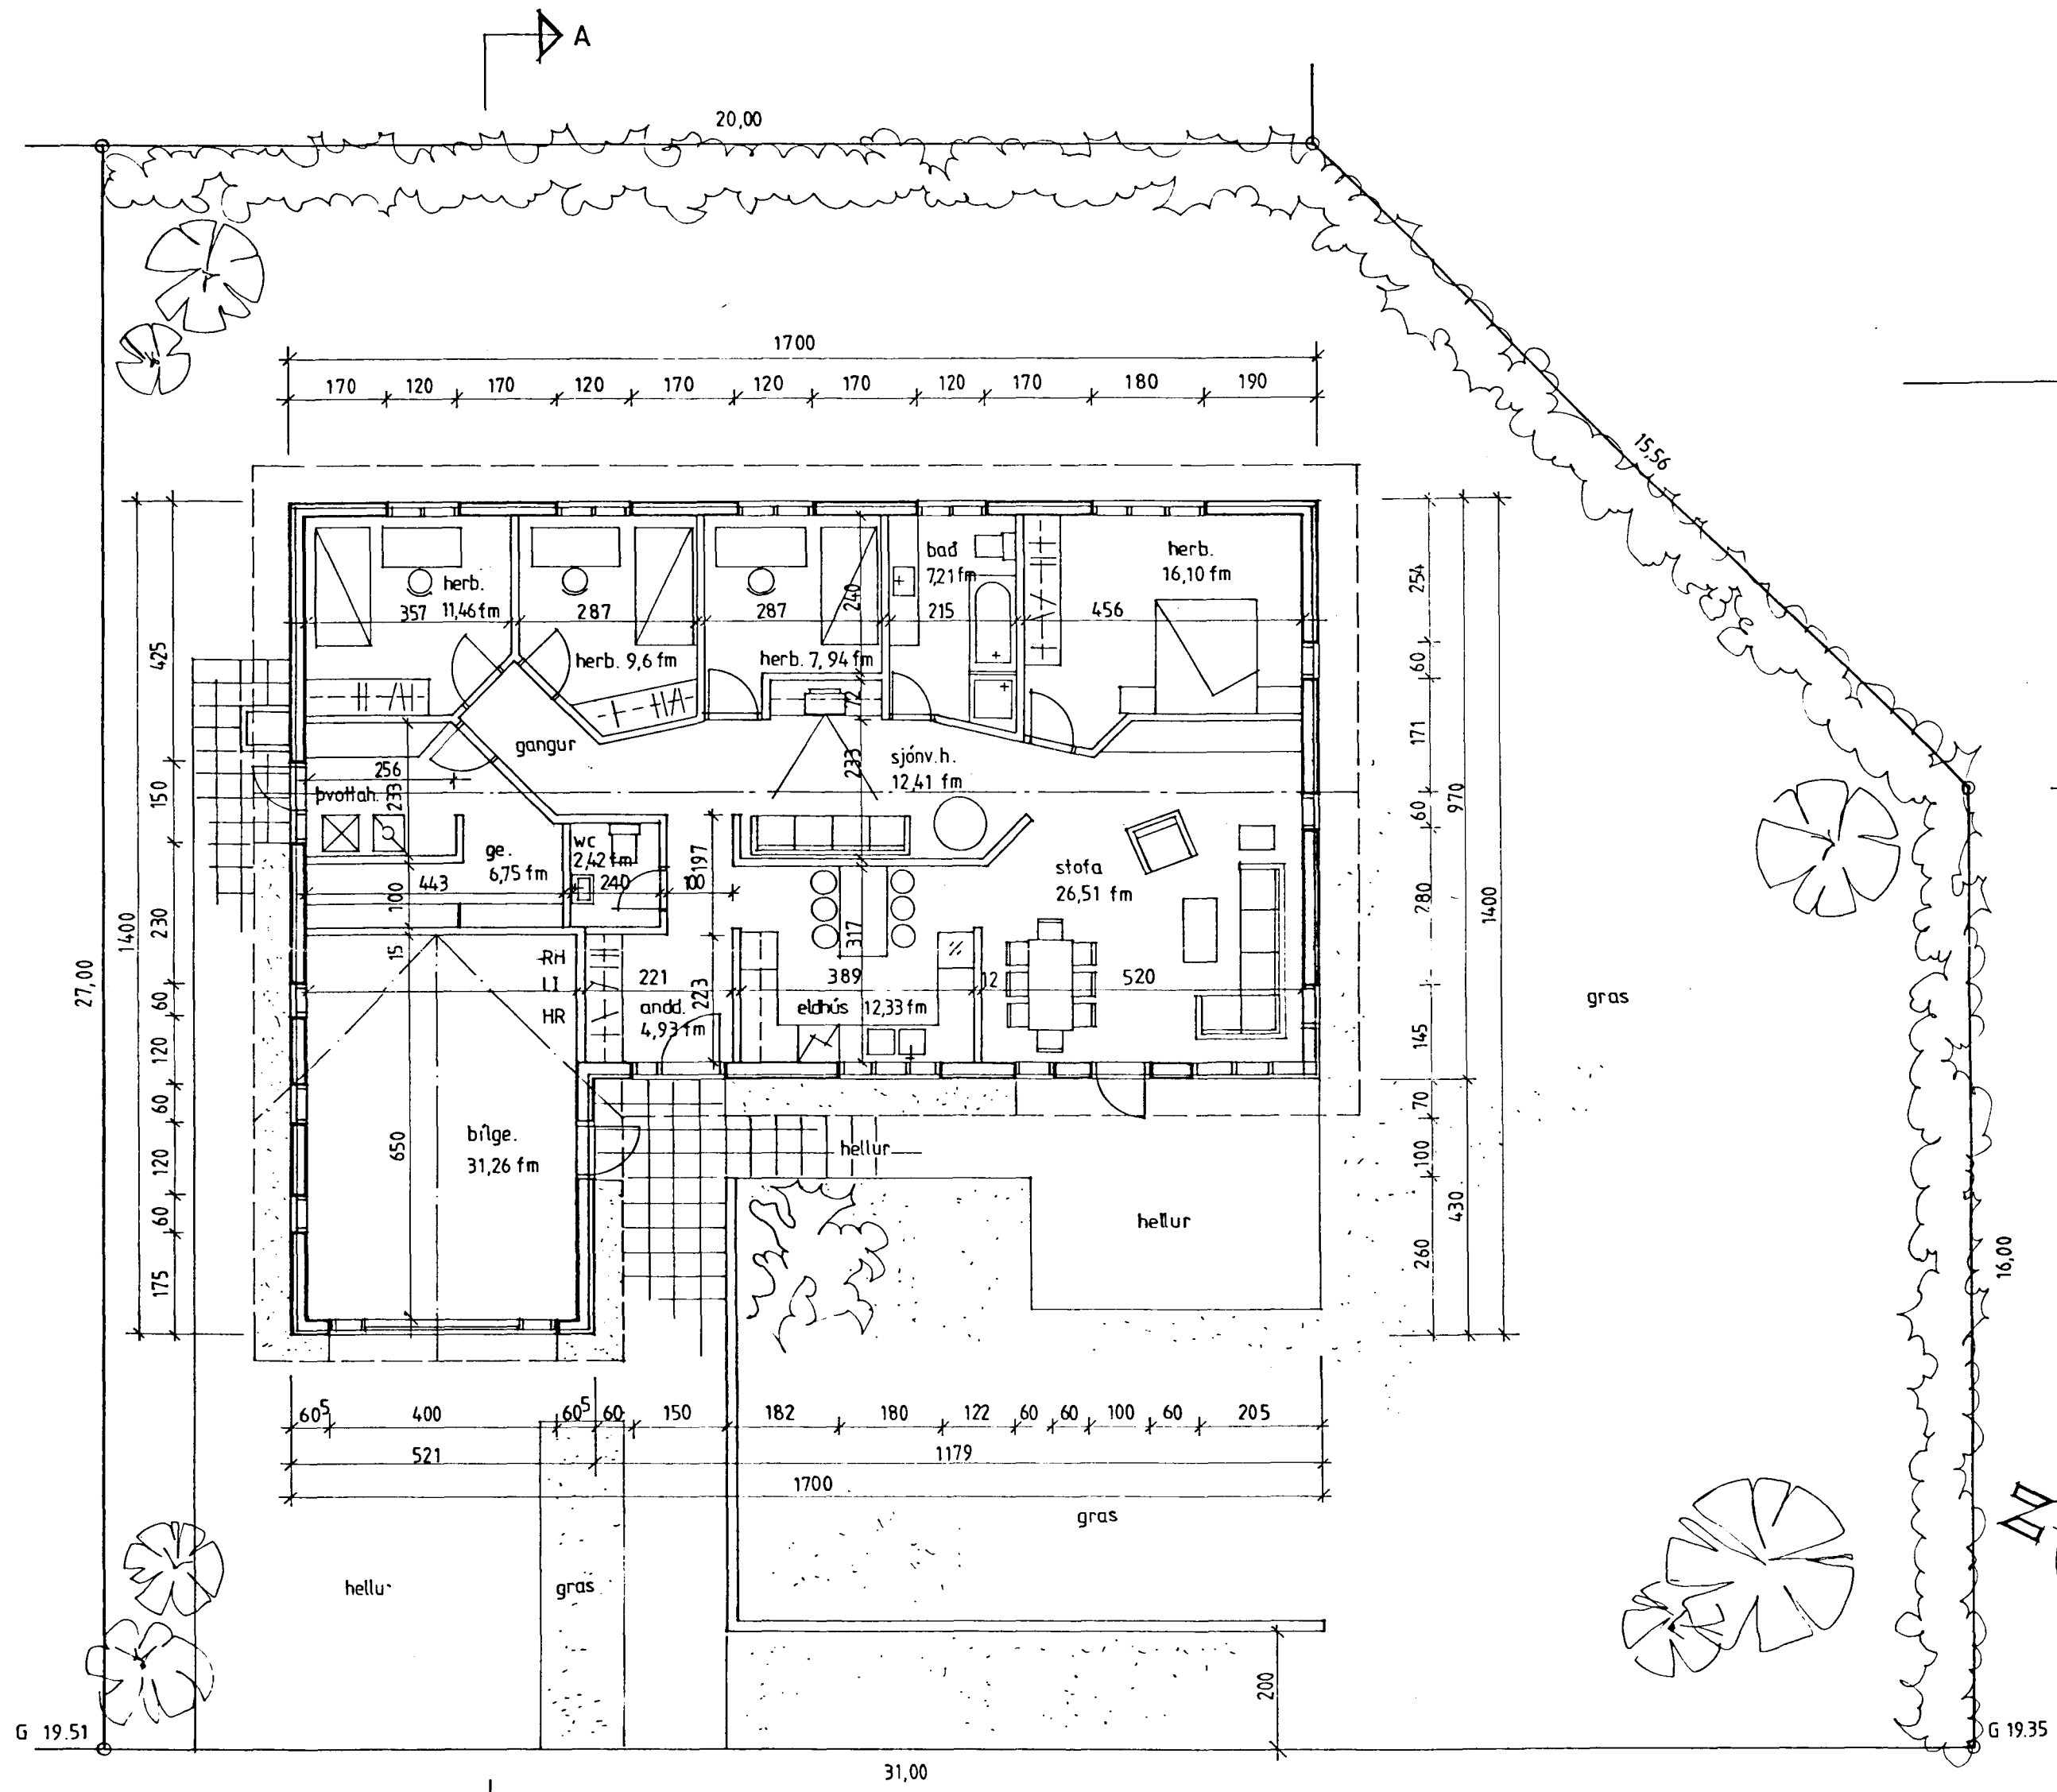 A
20,00
1700
170 120 170 120 170 120 170 120 170 180 190
15,56
herb.
11,46 fm
357
287
herb. 9,6 fm
287
herb. 7,94 fm
240
72
bað
7,21 fm
215
herb.
16,10 fm
456
gangur
sjónv.h.
12,41 fm
233
256
þvottah.
233
ge.
6,75 fm
443
100
wc
2,42 fm
240
100
197
stofa
26,51 fm
317
15
RH
LI
HR
221
andd.
4,93 fm
223
389
eldhús 12,33 fm
12
520
bílge.
31,26 fm
650
hellur
hellur
gras
27,00
1400
425
150
230
60
120
60
120
60
175
254
60
171
60
280
145
70
100
260
970
430
1400
16,00
60⁵ 400 60⁵ 60 150 182 180 122 60 60 100 60 205
521 1179
1700
gras
hellu
gras
200
N
G 19.51
G 19.35
31,00